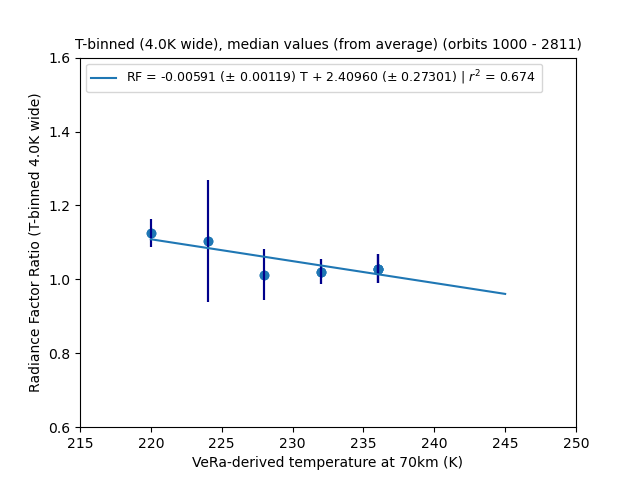 T-binned (4.0K wide), median values (from average) (orbits 1000 - 2811)
RF = -0.00591 (± 0.00119) T + 2.40960 (± 0.27301) | r² = 0.674
Radiance Factor Ratio (T-binned 4.0K wide)
1.6
1.4
1.2
1.0
0.8
0.6
215 220 225 230 235 240 245 250
VeRa-derived temperature at 70km (K)